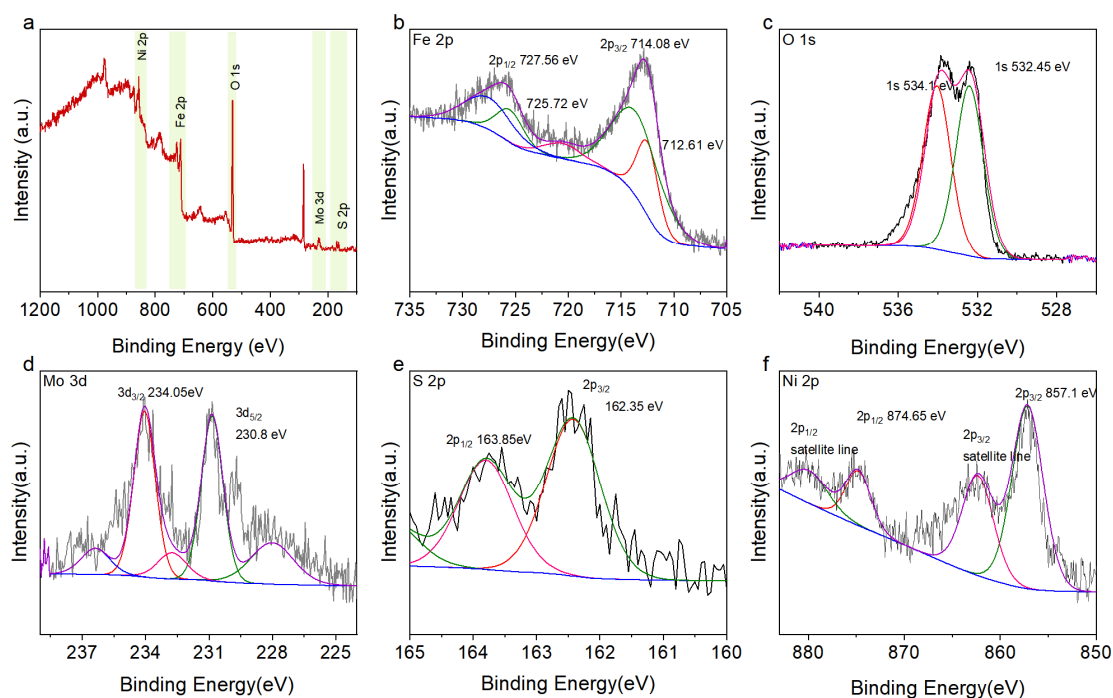 a
Ni 2p
Fe 2p
O 1s
Mo 3d
S 2p
Intensity (a.u.)
1200 1000 800 600 400 200
Binding Energy (eV)
b
Fe 2p
2p3/2 714.08 eV
2p1/2 727.56 eV
725.72 eV
712.61 eV
Intensity(a.u.)
735 730 725 720 715 710 705
Binding Energy(eV)
c
O 1s
1s 532.45 eV
1s 534.1 eV
Intensity(a.u.)
540 537 534 531 528
Binding Energy(eV)
d
Mo 3d
3d3/2 234.05eV
3d5/2
230.8 eV
Intensity(a.u.)
237 234 231 228 225
Binding Energy(eV)
e
S 2p
2p3/2
162.35 eV
2p1/2 163.85eV
Intensity(a.u.)
165 164 163 162 161 160
Binding Energy(eV)
f
Ni 2p
2p3/2 857.1 eV
2p1/2 874.65 eV
2p1/2
satellite line
2p3/2
satellite line
Intensity(a.u.)
880 870 860 850
Binding Energy(eV)